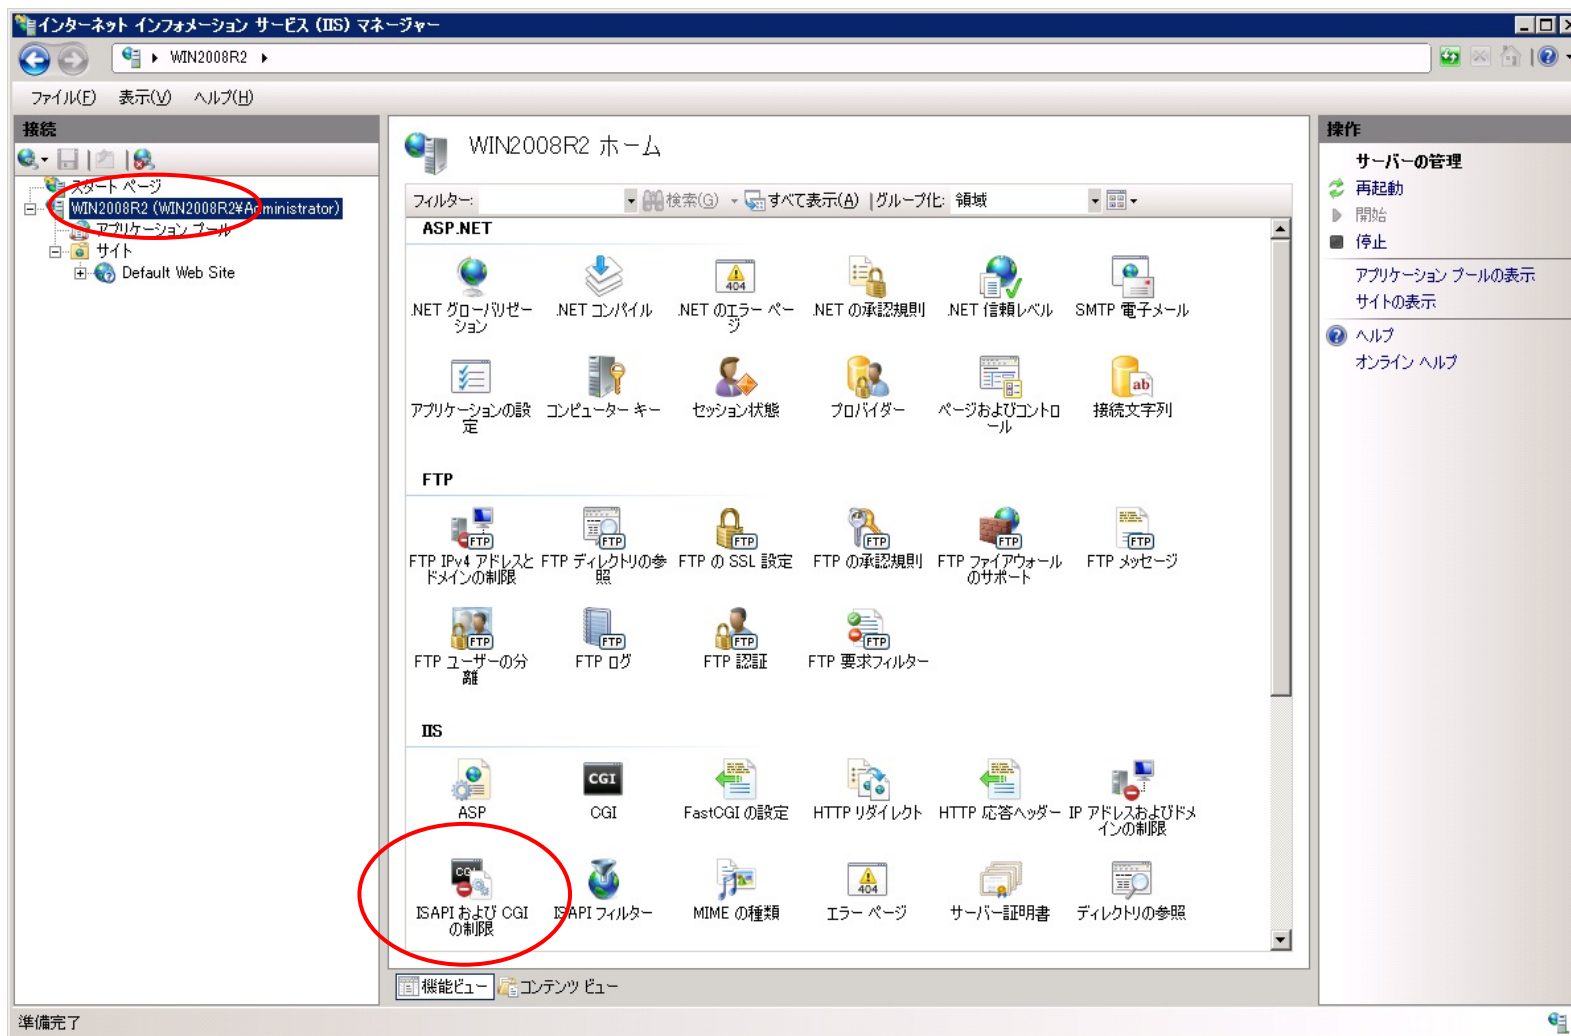 インターネット インフォメーション サービス (IIS) マネージャー
WIN2008R2
ファイル(F) 表示(V) ヘルプ(H)
接続
スタート ページ
WIN2008R2 (WIN2008R2¥Administrator)
アプリケーション プール
サイト
Default Web Site
WIN2008R2 ホーム
フィルター: 検索(G) すべて表示(A) グループ化: 領域
ASP.NET
404
.NET グローバリゼー
ション
.NET コンパイル
.NET のエラー ペー
ジ
.NET の承認規則
.NET 信頼レベル
SMTP 電子メール
ab
アプリケーションの設
定
コンピューター キー
セッション状態
プロバイダー
ページおよびコントロ
ール
接続文字列
FTP
FTP FTP FTP FTP FTP FTP
FTP IPv4 アドレスと
ドメインの制限
FTP ディレクトリの参
照
FTP の SSL 設定
FTP の承認規則
FTP ファイアウォール
のサポート
FTP メッセージ
FTP FTP FTP FTP
FTP ユーザーの分
離
FTP ログ
FTP 認証
FTP 要求フィルター
IIS
CGI
ASP
CGI
FastCGI の設定
HTTP リダイレクト
HTTP 応答ヘッダー
IP アドレスおよびドメ
インの制限
CGI
404
ISAPI および CGI
の制限
ISAPI フィルター
MIME の種類
エラー ページ
サーバー証明書
ディレクトリの参照
機能ビュー コンテンツ ビュー
操作
サーバーの管理
再起動
開始
停止
アプリケーション プールの表示
サイトの表示
ヘルプ
オンライン ヘルプ
準備完了